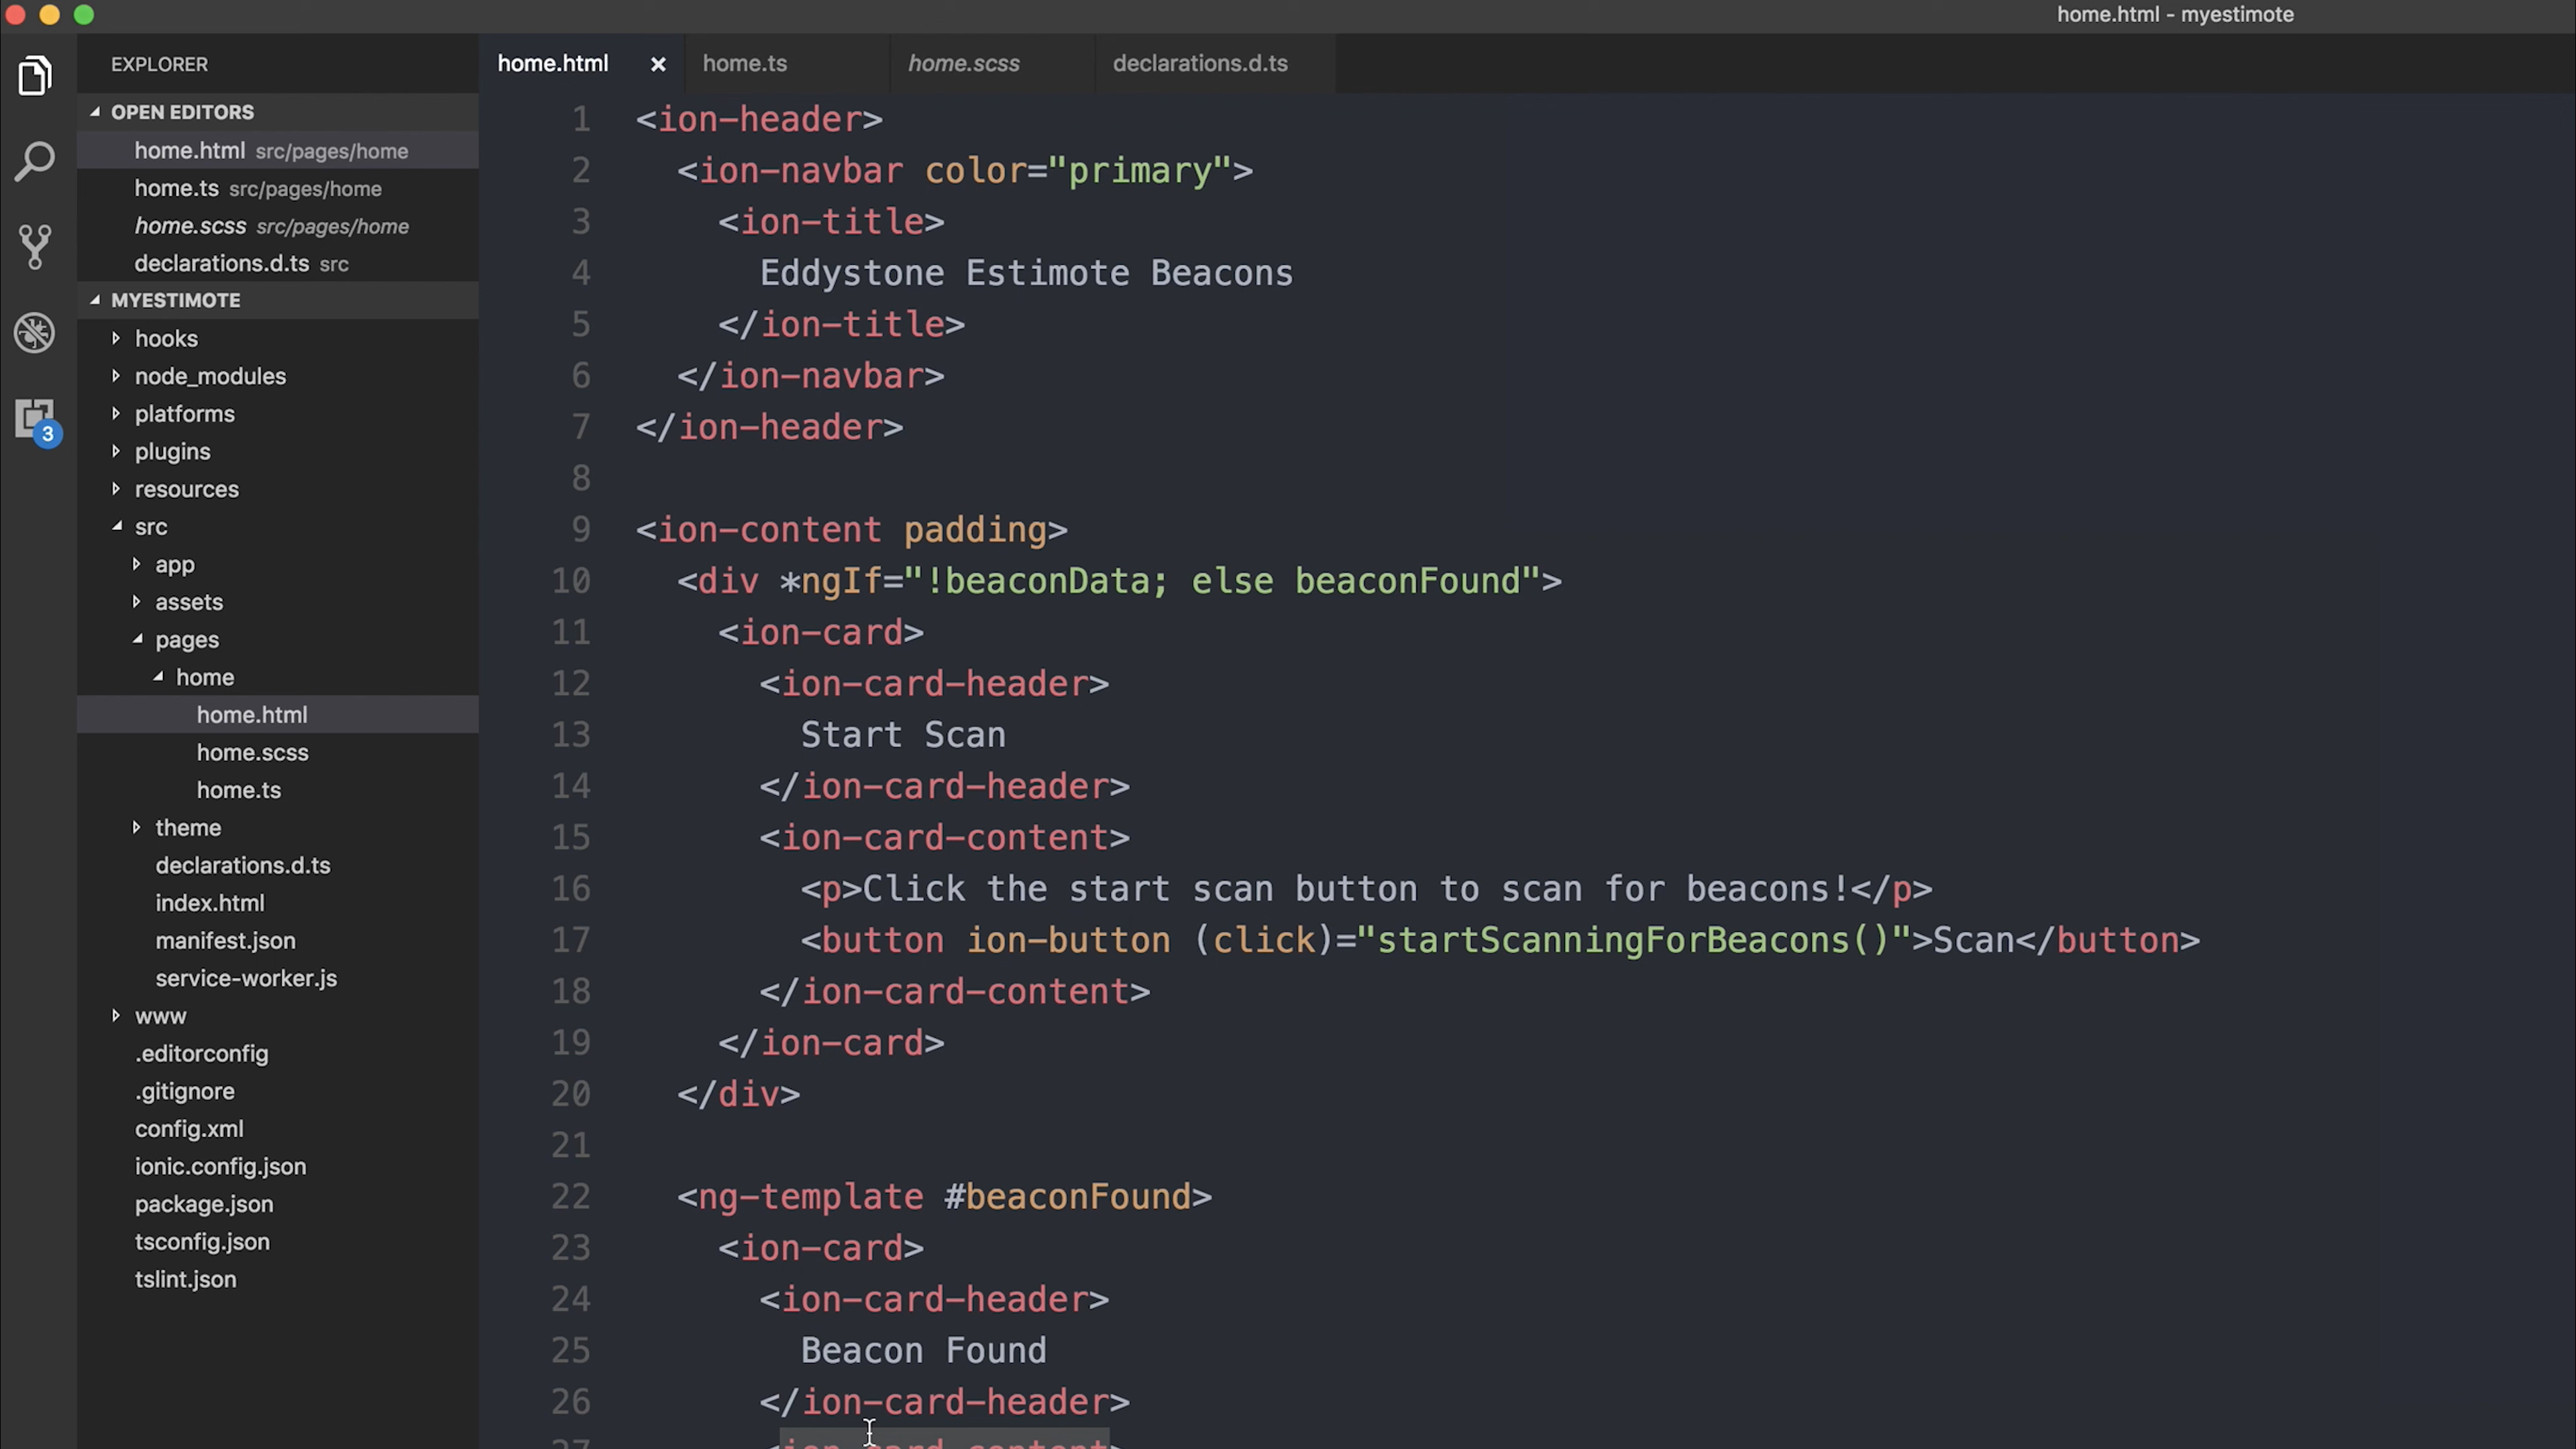 home.html - myestimote
EXPLORER
OPEN EDITORS
home.html src/pages/home
home.ts src/pages/home
home.scss src/pages/home
declarations.d.ts src
MYESTIMOTE
hooks
node_modules
platforms
plugins
resources
src
app
assets
pages
home
home.html
home.scss
home.ts
theme
declarations.d.ts
index.html
manifest.json
service-worker.js
www
.editorconfig
.gitignore
config.xml
ionic.config.json
package.json
tsconfig.json
tslint.json
3
home.html home.ts home.scss declarations.d.ts
1 <ion-header>
2 <ion-navbar color="primary">
3 <ion-title>
4 Eddystone Estimote Beacons
5 </ion-title>
6 </ion-navbar>
7 </ion-header>
8
9 <ion-content padding>
10 <div *ngIf="!beaconData; else beaconFound">
11 <ion-card>
12 <ion-card-header>
13 Start Scan
14 </ion-card-header>
15 <ion-card-content>
16 <p>Click the start scan button to scan for beacons!</p>
17 <button ion-button (click)="startScanningForBeacons()">Scan</button>
18 </ion-card-content>
19 </ion-card>
20 </div>
21
22 <ng-template #beaconFound>
23 <ion-card>
24 <ion-card-header>
25 Beacon Found
26 </ion-card-header>
27 <ion-card-content>